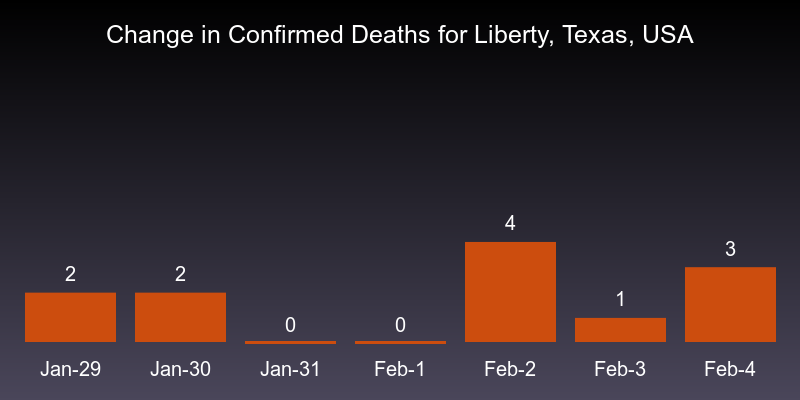 Change in Confirmed Deaths for Liberty, Texas, USA
2 2 0 0 4 1 3
Jan-29 Jan-30 Jan-31 Feb-1 Feb-2 Feb-3 Feb-4